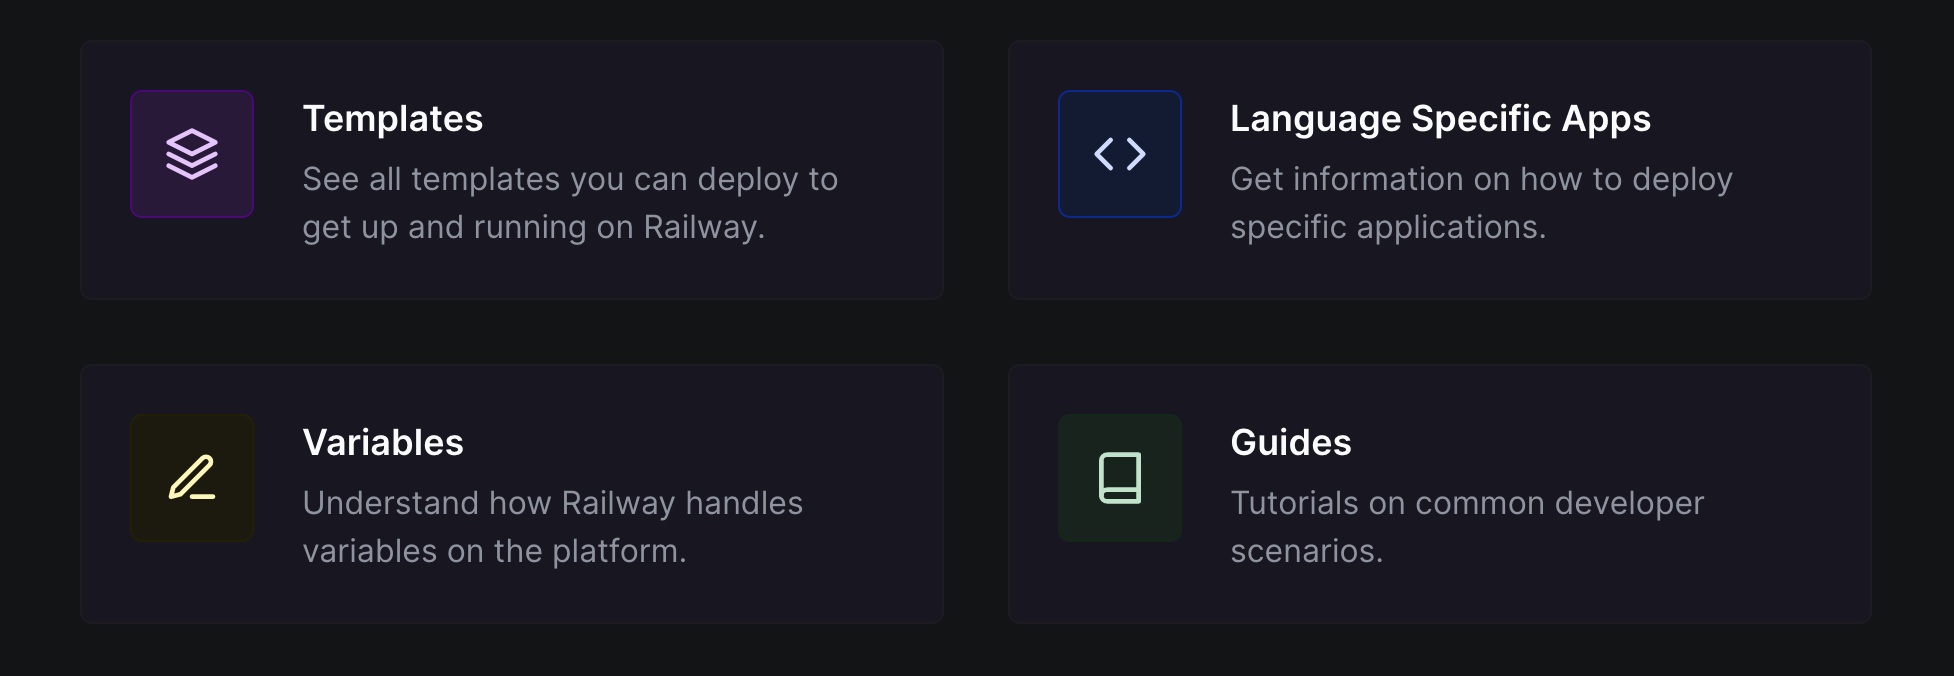 Templates
See all templates you can deploy to
get up and running on Railway.
Language Specific Apps
Get information on how to deploy
specific applications.
Variables
Understand how Railway handles
variables on the platform.
Guides
Tutorials on common developer
scenarios.